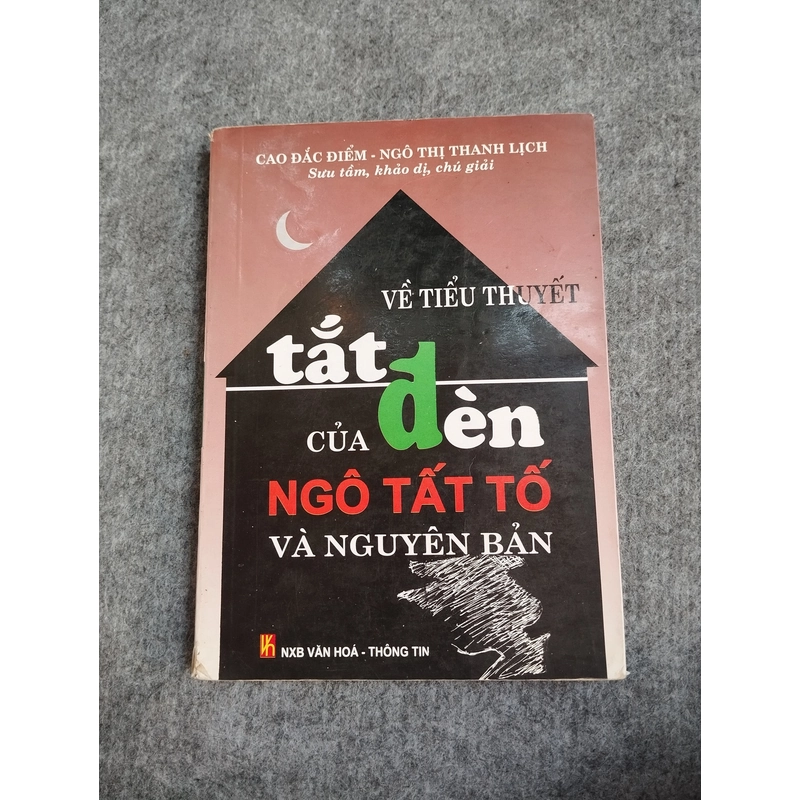 CAO ĐẮC ĐIỂM - NGÔ THỊ THANH LỊCH
Sưu tầm, khảo dị, chú giải
VỀ TIỂU THUYẾT
tắt
CỦA đèn
NGÔ TẤT TỐ
VÀ NGUYÊN BẢN
NXB VĂN HOÁ - THÔNG TIN